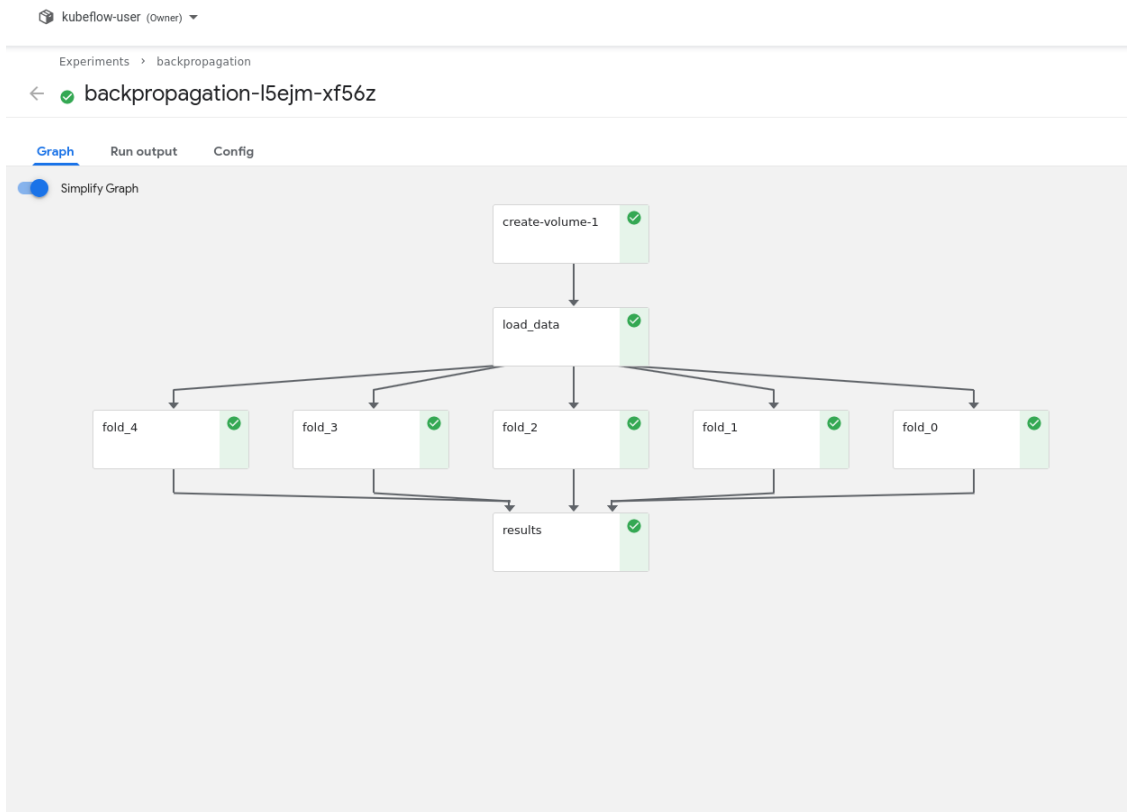 kubeflow-user (Owner)
Experiments > backpropagation
backpropagation-l5ejm-xf56z
Graph Run output Config
Simplify Graph
create-volume-1
load_data
fold_4 fold_3 fold_2 fold_1 fold_0
results